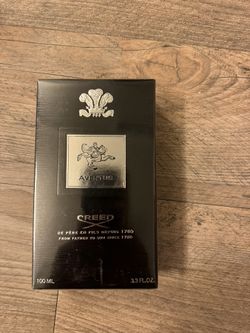 AVENTUS
CREED
DE PÈRE EN FILS DEPUIS 1760
FROM FATHER TO SON SINCE 1760
100 ML
3.3 FL.OZ.